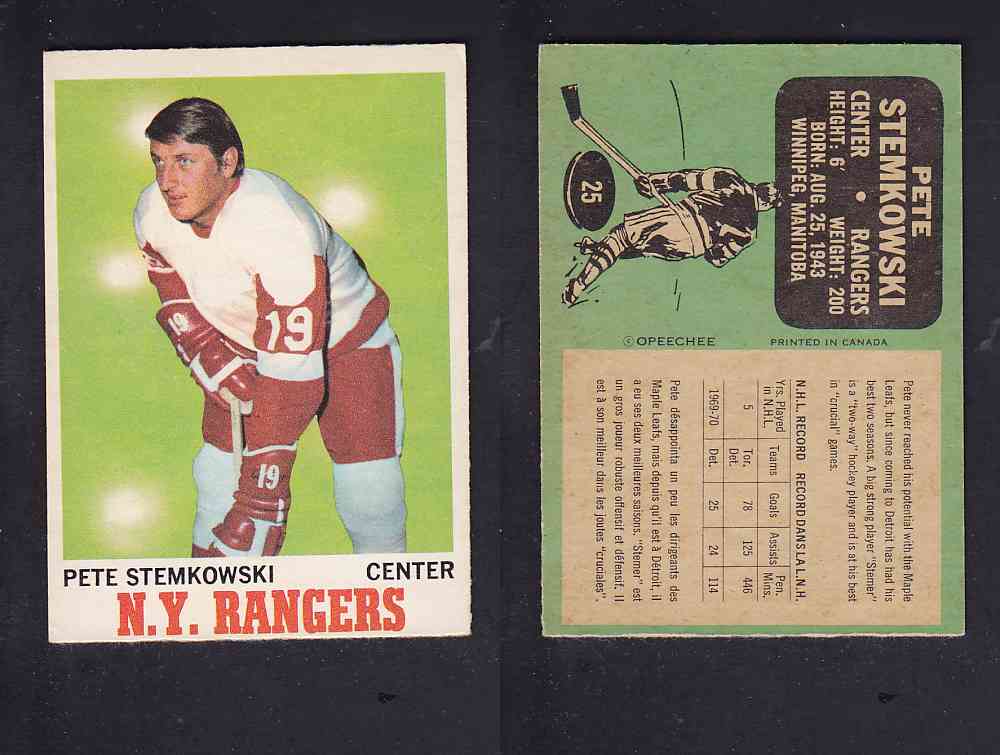 19
19
19
PETE STEMKOWSKI CENTER
N.Y. RANGERS
PETE
STEMKOWSKI
CENTER • RANGERS
HEIGHT: 6' WEIGHT: 200
BORN: AUG. 25, 1943
WINNIPEG, MANITOBA
25
© OPEECHEE PRINTED IN CANADA
Pete never reached his potential with the Maple
Leafs, but since coming to Detroit has had his
best two seasons. A big strong player "Stemer"
is a "two-way" hockey player and is at his best
in "crucial" games.
N.H.L. RECORD RECORD DANS LA L.N.H.
Yrs. Played in N.H.L. Teams Goals Assists Pen. Mins.
5 Tor. Det. 78 125 446
1969-70 Det. 25 24 114
Pete désappointa un peu les dirigeants des
Maple Leafs, mais depuis qu'il est à Détroit, il
a eu ses deux meilleures saisons. "Stemer" est
un gros joueur robuste offensif et défensif; il
est à son meilleur dans les joutes "cruciales".